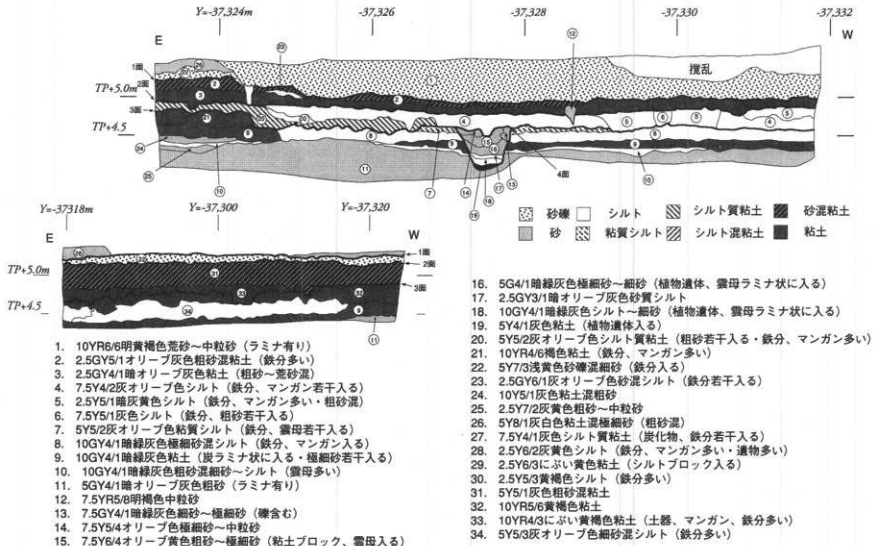 Y=-37,324m
-37,326
-37,328
-37,330
-37,332
E
W
1面
2面
TP+5.0m
3面
TP+4.5
撹乱
4面
砂礫
シルト
シルト質粘土
砂混粘土
砂
粘質シルト
シルト混粘土
粘土
Y=-37318m
Y=-37,300
Y=-37,320
E
W
1面
2面
TP+5.0m
3面
TP+4.5
1. 10YR6/6明黄褐色荒砂～中粒砂（ラミナ有り）
2. 2.5GY5/1オリーブ灰色粗砂混粘土（鉄分多い）
3. 2.5GY4/1暗オリーブ灰色粘土（粗砂～荒砂混）
4. 7.5Y4/2灰オリーブ色シルト（鉄分、マンガン若干入る）
5. 2.5Y5/1暗灰黄色シルト（鉄分、マンガン多い・粗砂混）
6. 7.5Y5/1灰色シルト（鉄分、粗砂若干入る）
7. 5Y5/2灰オリーブ色粘質シルト（鉄分、雲母若干入る）
8. 10GY4/1暗緑灰色極細砂混シルト（鉄分、マンガン入る）
9. 10GY4/1暗緑灰色粘土（炭ラミナ状に入る・極細砂若干入る）
10. 10GY4/1暗緑灰色粗砂混細砂～シルト（雲母多い）
11. 5GY4/1暗オリーブ灰色粗砂（ラミナ有り）
12. 7.5YR5/8明褐色中粒砂
13. 7.5GY4/1暗緑灰色細砂～極細砂（礫含む）
14. 7.5Y5/4オリーブ色極細砂～中粒砂
15. 7.5Y6/4オリーブ黄色粗砂～極細砂（粘土ブロック、雲母入る）
16. 5G4/1暗緑灰色極細砂～細砂（植物遺体、雲母ラミナ状に入る）
17. 2.5GY3/1暗オリーブ灰色砂質シルト
18. 10GY4/1暗緑灰色シルト～細砂（植物遺体、雲母ラミナ状に入る）
19. 5Y4/1灰色粘土（植物遺体入る）
20. 5Y5/2灰オリーブ色シルト質粘土（粗砂若干入る・鉄分、マンガン多い）
21. 10YR4/6褐色粘土（鉄分、マンガン多い）
22. 5Y7/3浅黄色砂礫混細砂（鉄分入る）
23. 2.5GY6/1灰オリーブ色砂混シルト（鉄分若干入る）
24. 10Y5/1灰色粘土混粗砂
25. 2.5Y7/2灰黄色粗砂～中粒砂
26. 5Y8/1灰白色粘土混極細砂（粗砂混）
27. 7.5Y4/1灰色シルト質粘土（炭化物、鉄分若干入る）
28. 2.5Y6/2灰黄色シルト（鉄分、マンガン多い・遺物多い）
29. 2.5Y6/3にぶい黄色粘土（シルトブロック入る）
30. 2.5Y5/3黄褐色シルト（鉄分多い）
31. 5Y5/1灰色粗砂混粘土
32. 10YR5/6黄褐色粘土
33. 10YR4/3にぶい黄褐色粘土（土器、マンガン、鉄分多い）
34. 5Y5/3灰オリーブ色細砂混シルト（鉄分多い）